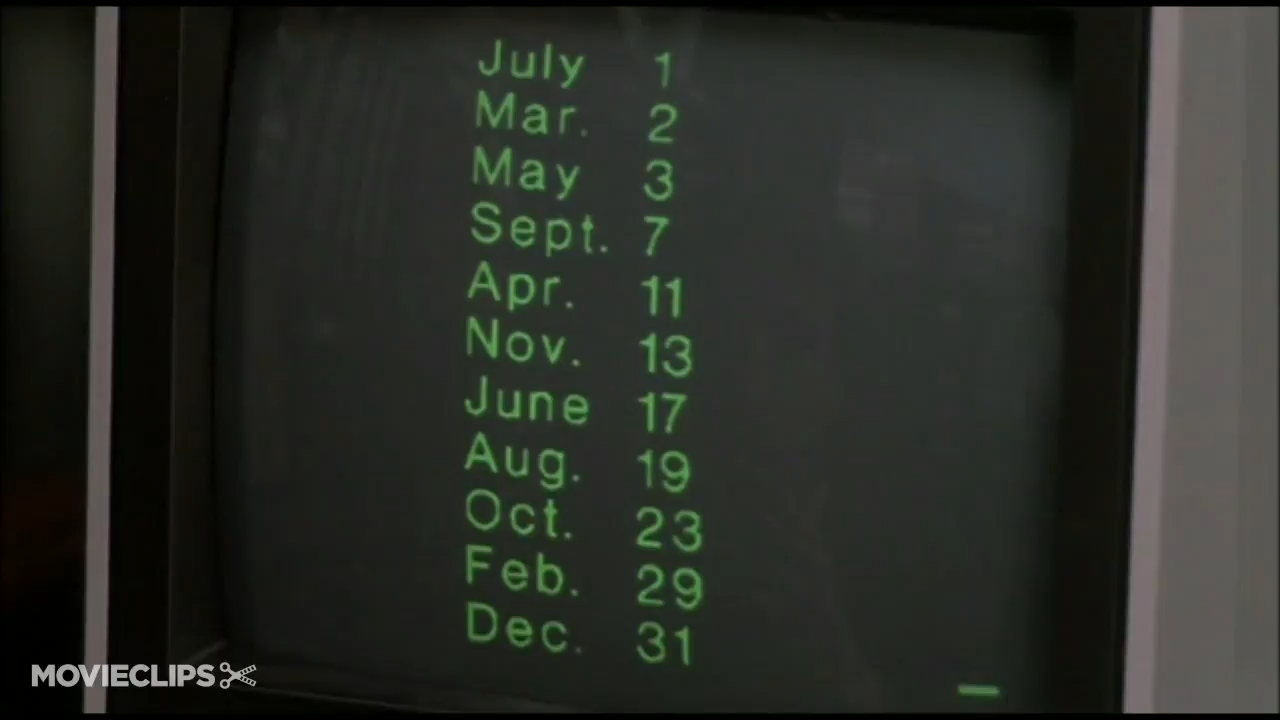 July 1
Mar. 2
May 3
Sept. 7
Apr. 11
Nov. 13
June 17
Aug. 19
Oct. 23
Feb. 29
Dec. 31
MOVIECLIPS